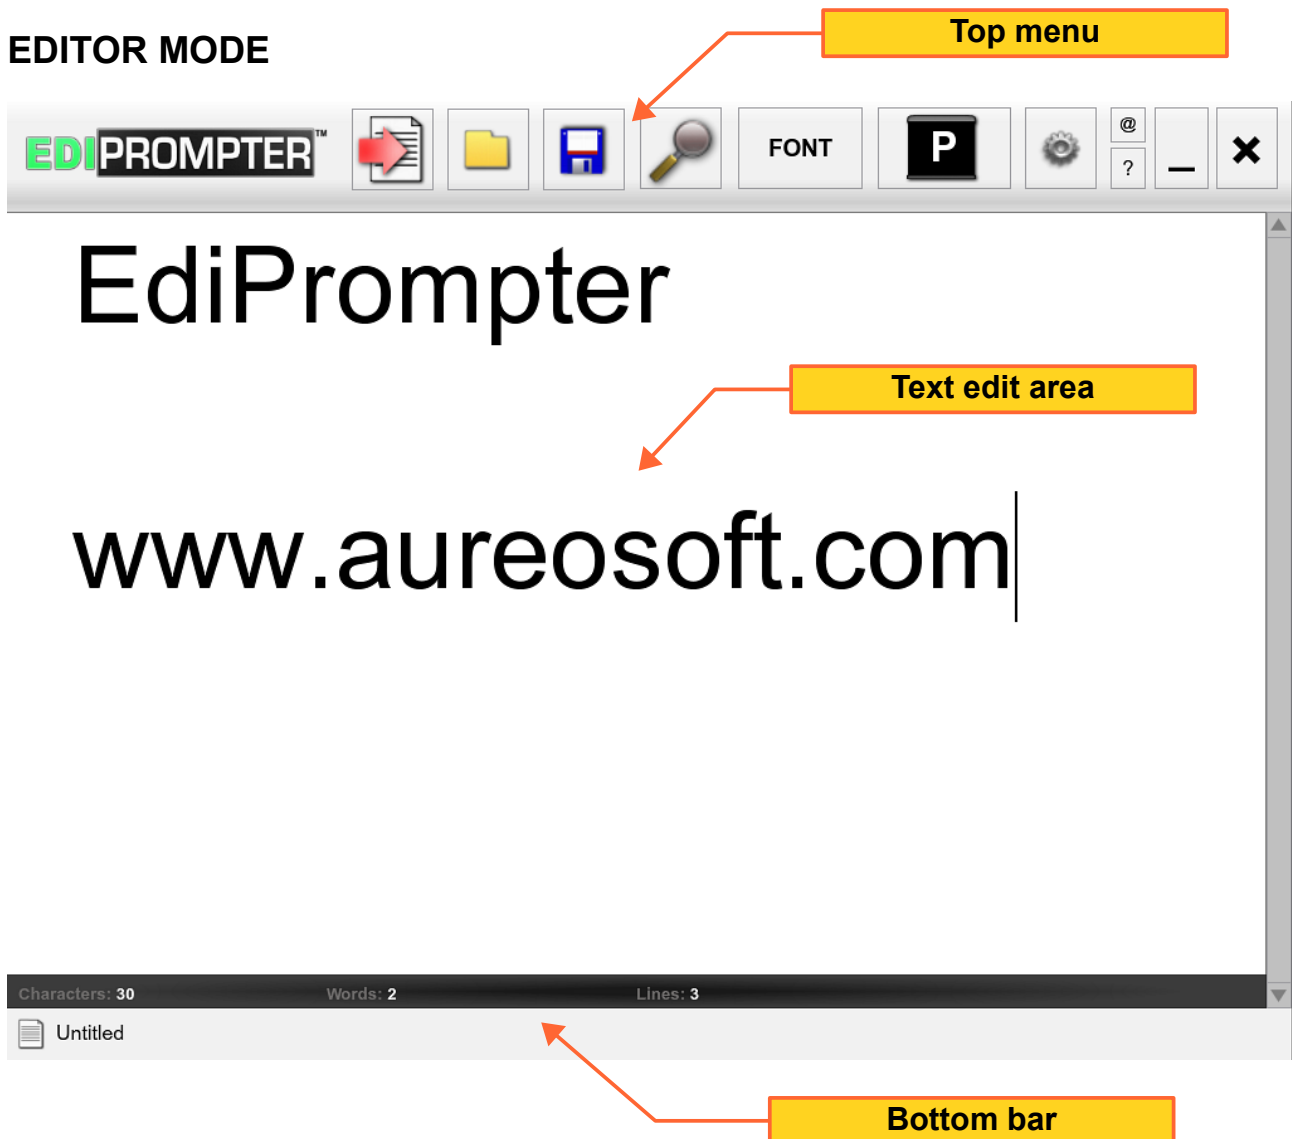 Top menu
EDITOR MODE
EDIPROMPTER™
FONT
P
@
?
EdiPrompter
Text edit area
www.aureosoft.com
Characters: 30 Words: 2 Lines: 3
Untitled
Bottom bar